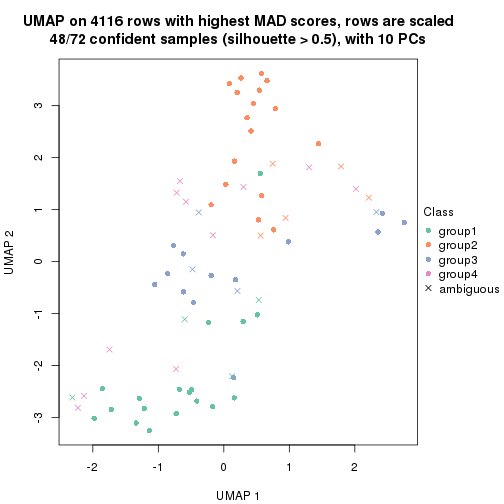 UMAP on 4116 rows with highest MAD scores, rows are scaled
48/72 confident samples (silhouette > 0.5), with 10 PCs
3
2
1
0
-1
-2
-3
UMAP 2
-2
-1
0
1
2
UMAP 1
Class
group1
group2
group3
group4
ambiguous